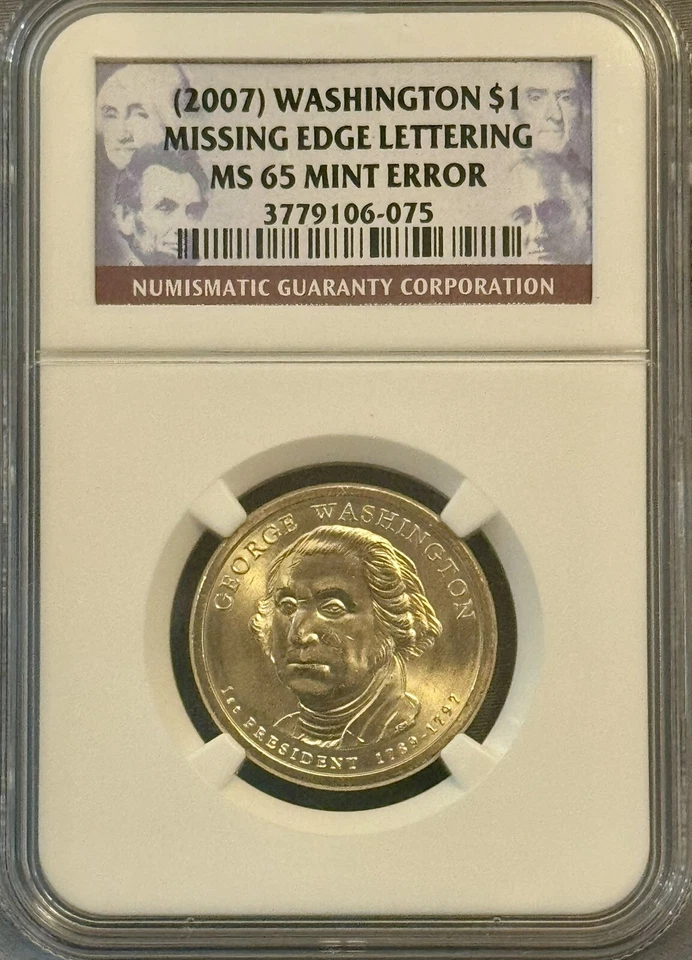 (2007) WASHINGTON $1
MISSING EDGE LETTERING
MS 65 MINT ERROR
3779106-075
NUMISMATIC GUARANTY CORPORATION
GEORGE WASHINGTON
1st PRESIDENT 1789-1797